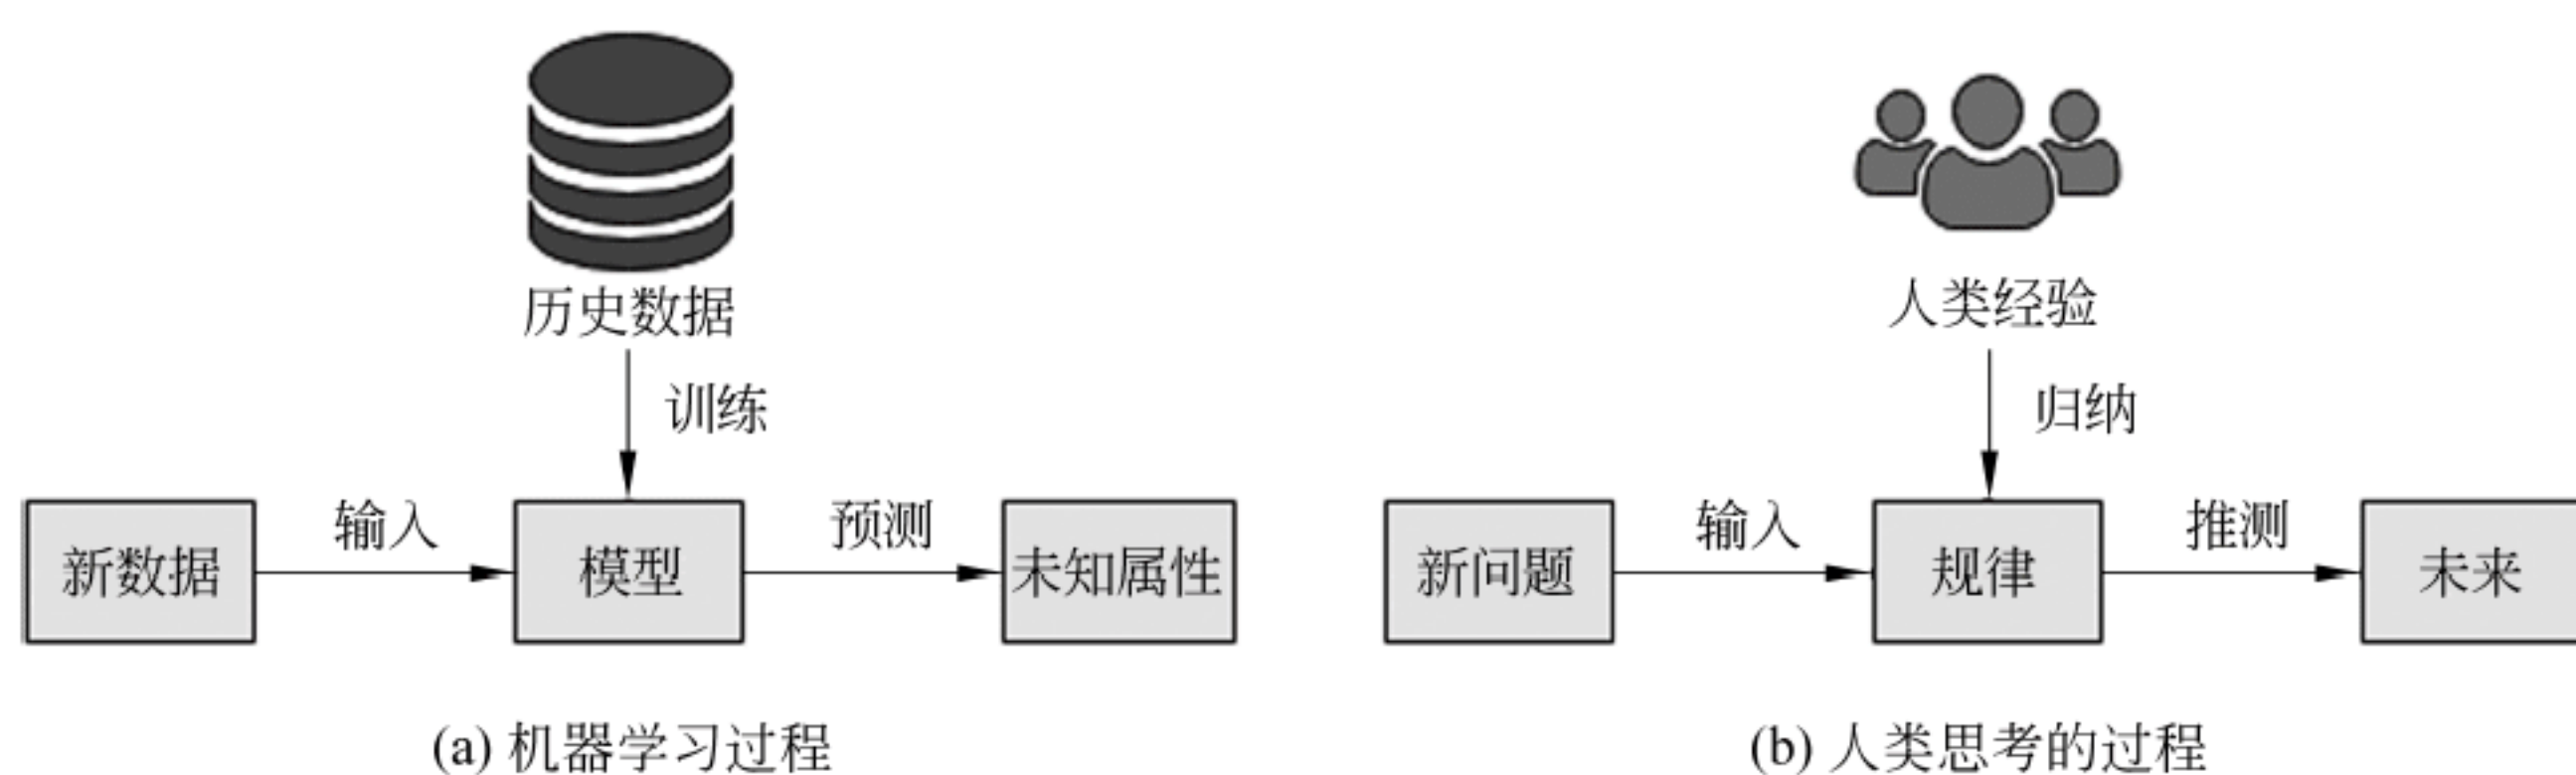 历史数据
人类经验
训练
归纳
新数据
输入
模型
预测
未知属性
新问题
输入
规律
推测
未来
(a) 机器学习过程
(b) 人类思考的过程